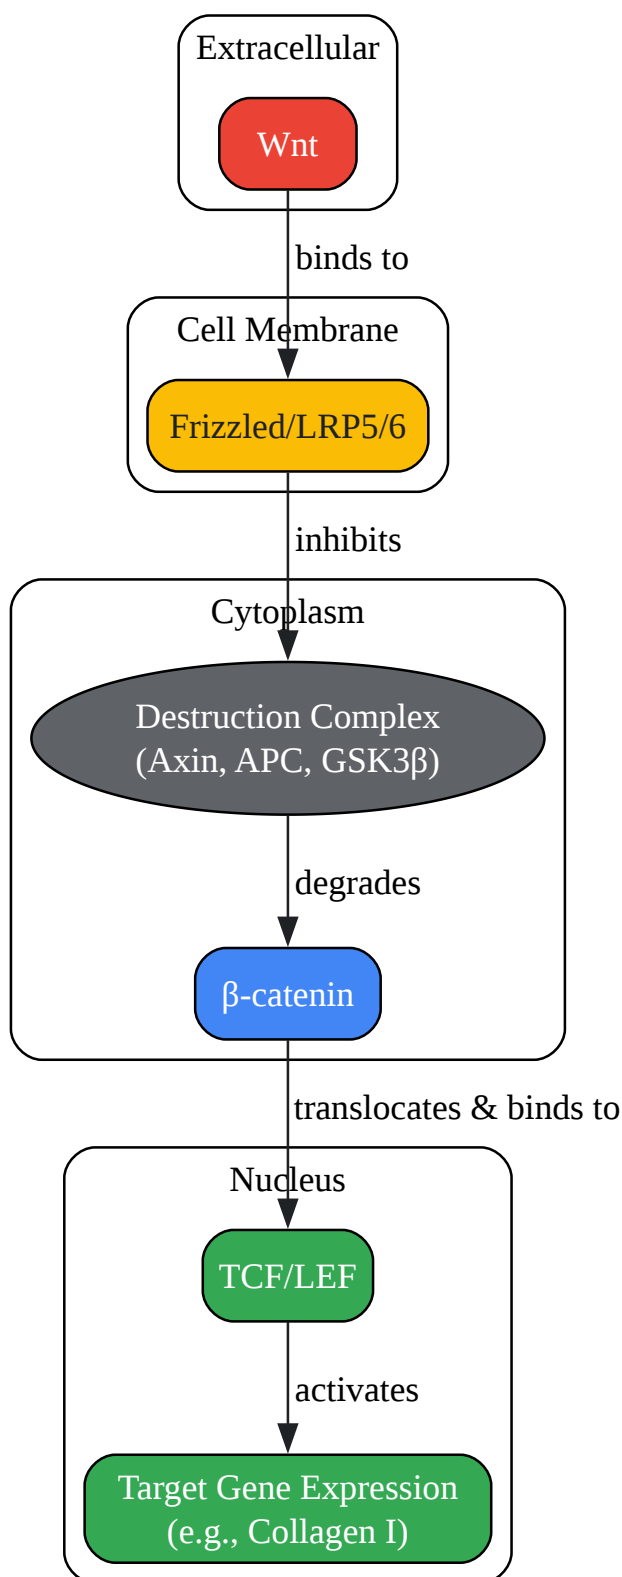 Extracellular
Wnt
binds to
Cell Membrane
Frizzled/LRP5/6
inhibits
Cytoplasm
Destruction Complex
(Axin, APC, GSK3β)
degrades
β-catenin
translocates & binds to
Nucleus
TCF/LEF
activates
Target Gene Expression
(e.g., Collagen I)